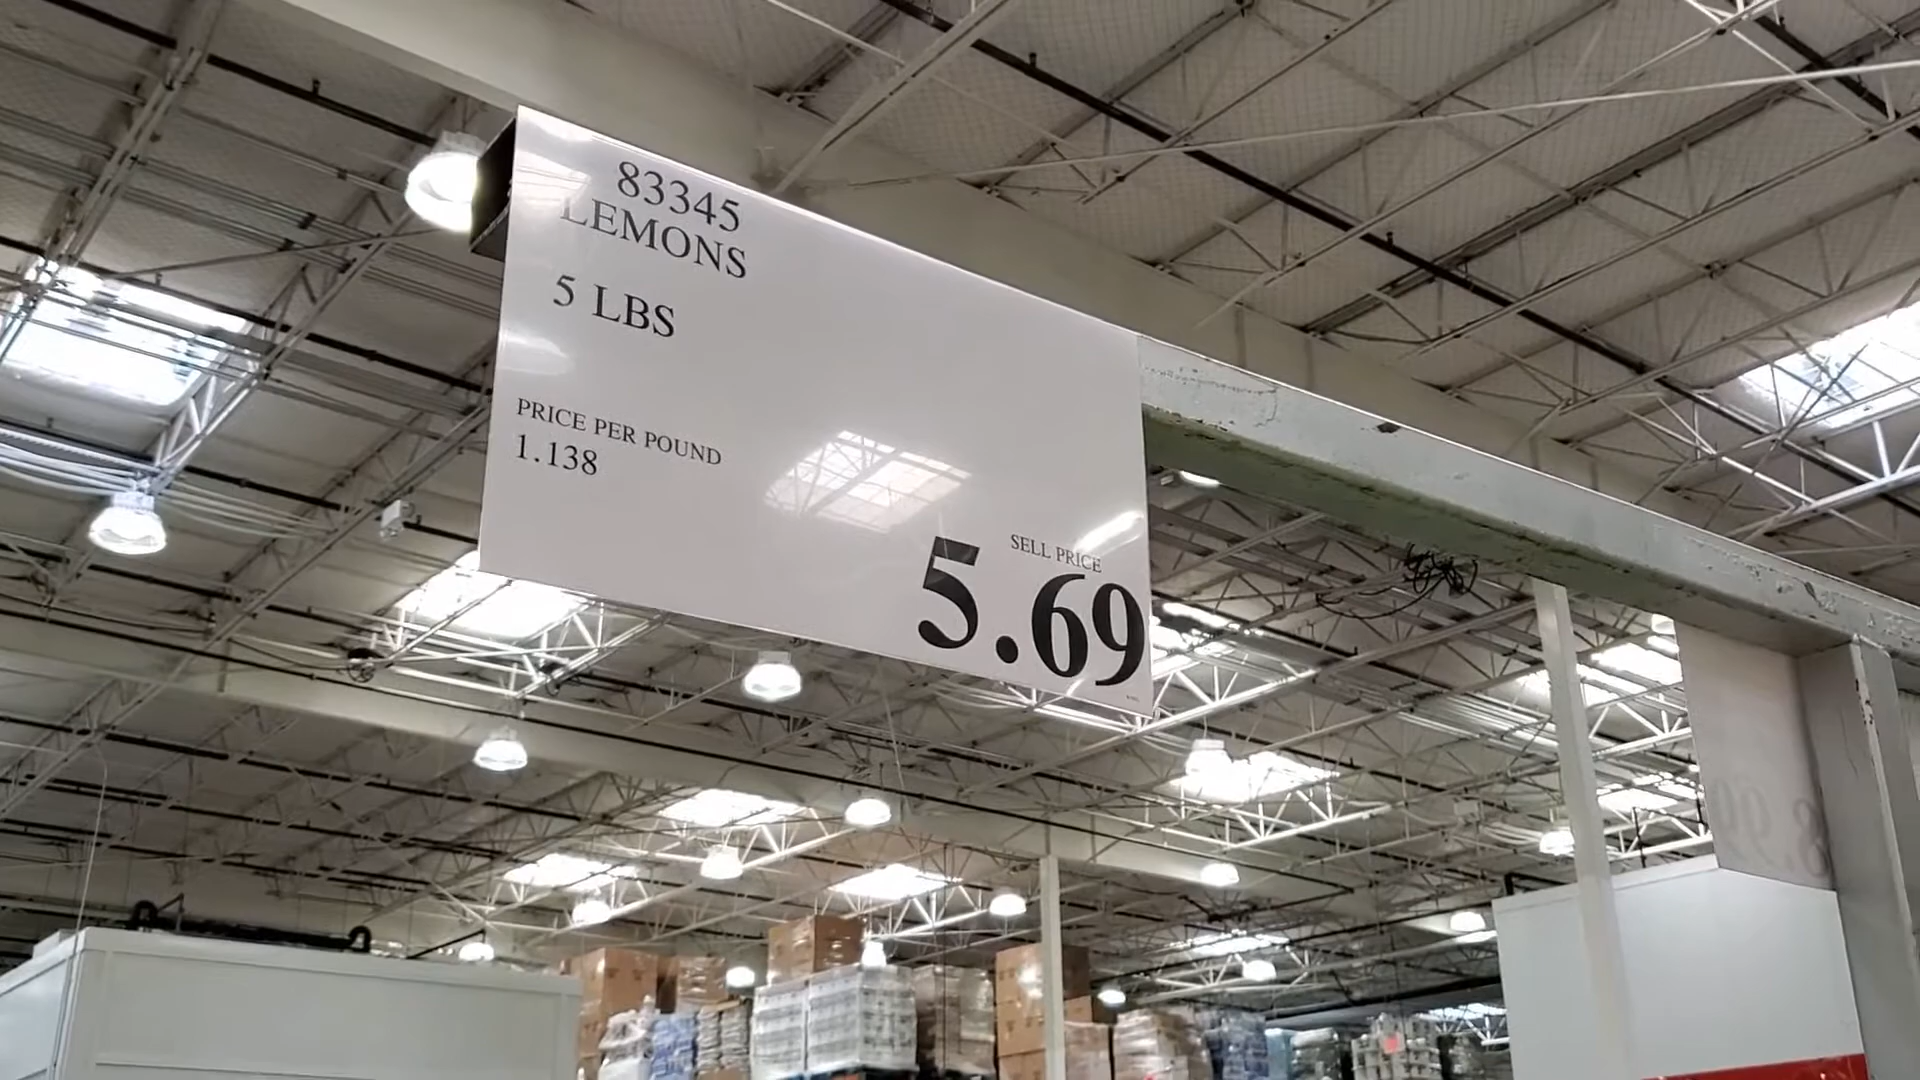 83345
LEMONS
5 LBS
PRICE PER POUND
1.138
SELL PRICE
5.69